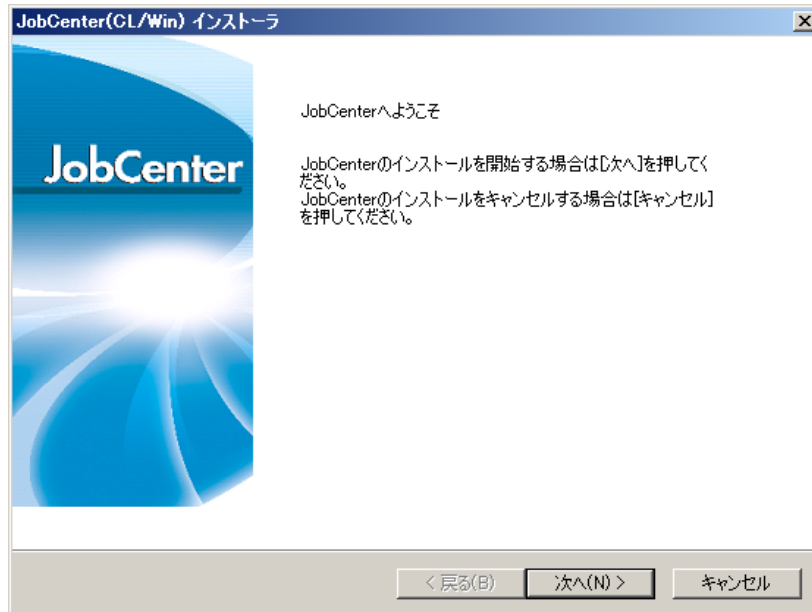 JobCenter(CL/Win) インストーラ
JobCenter
JobCenterへようこそ
JobCenterのインストールを開始する場合は[次へ]を押してく
ださい。
JobCenterのインストールをキャンセルする場合は[キャンセル]
を押してください。
< 戻る(B)
次へ(N) >
キャンセル